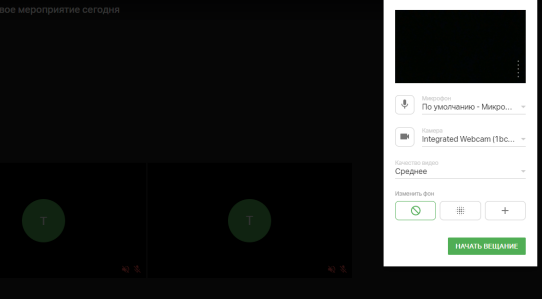 вое мероприятие сегодня
Микрофон
По умолчанию - Микро...
Камера
Integrated Webcam (1bc...
Качество видео
Среднее
Изменить фон
НАЧАТЬ ВЕЩАНИЕ
T
T